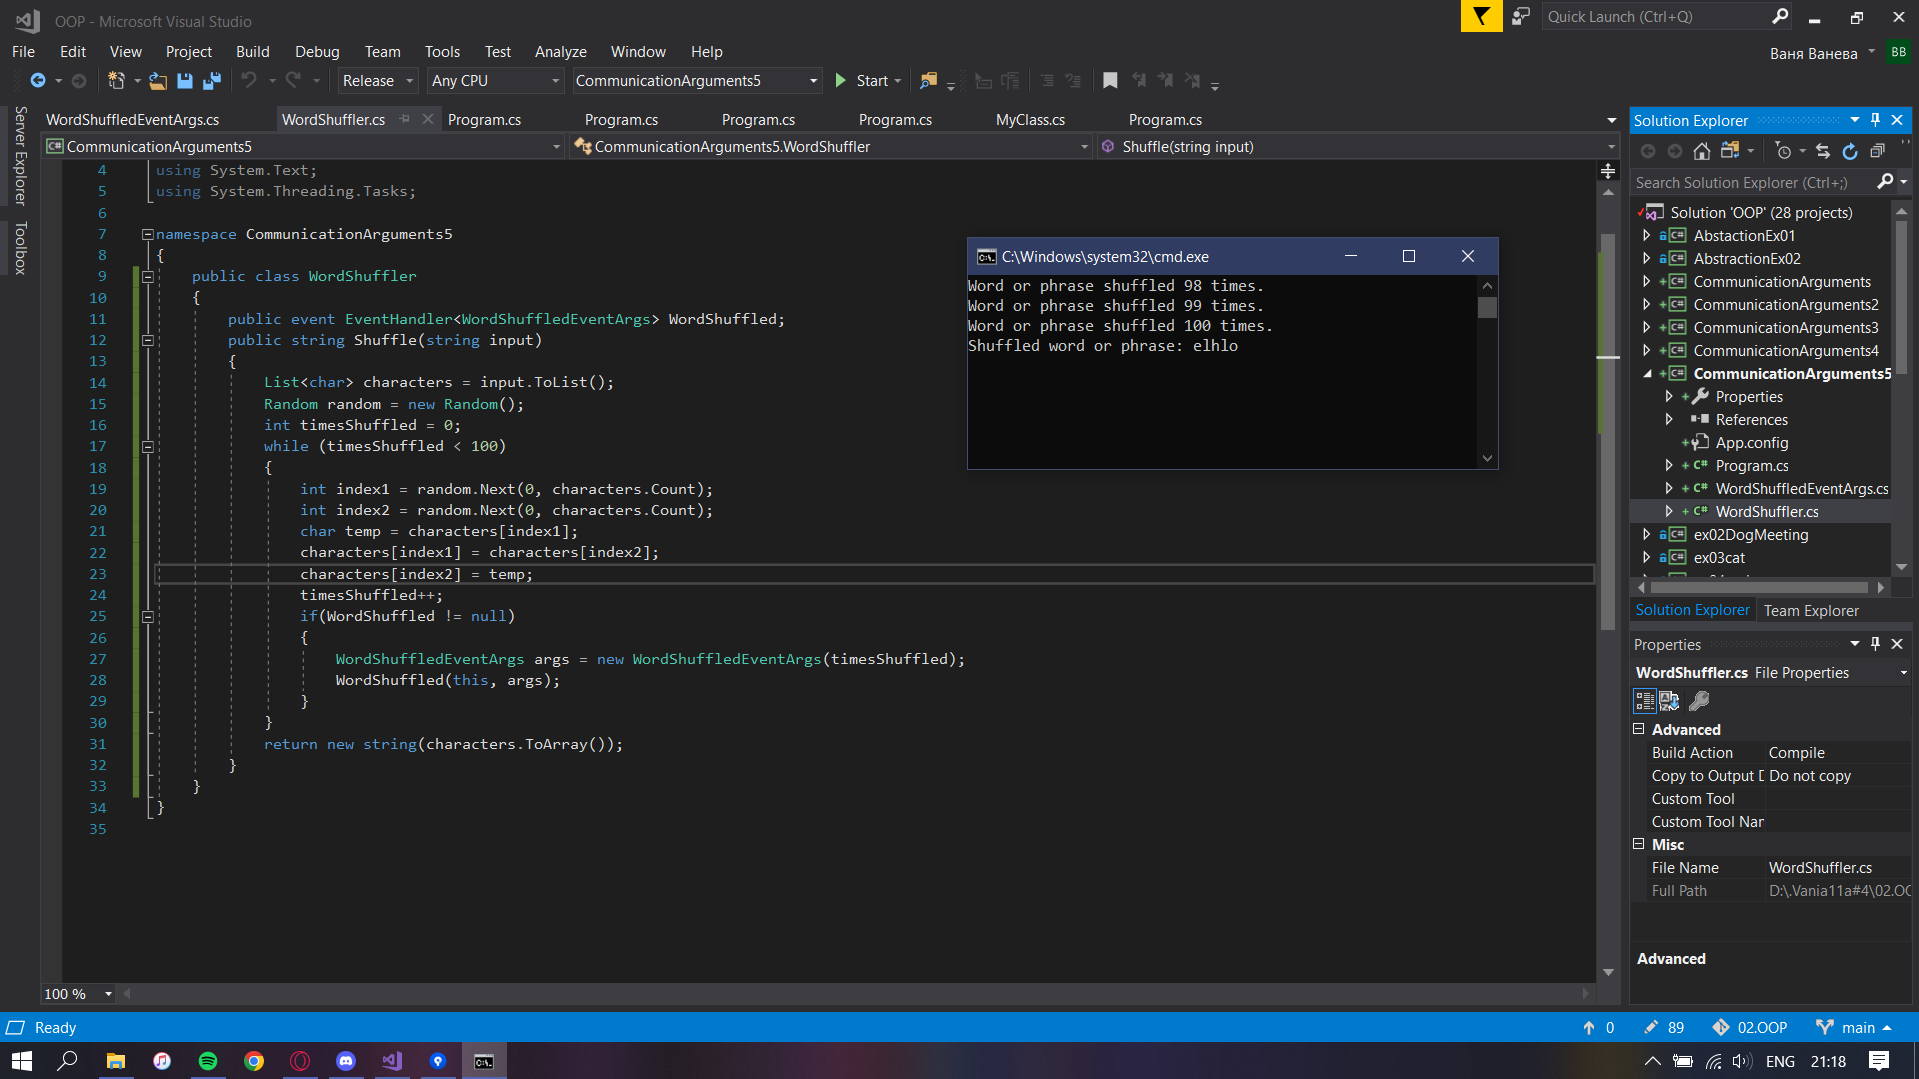 OOP - Microsoft Visual Studio
Quick Launch (Ctrl+Q)
File Edit View Project Build Debug Team Tools Test Analyze Window Help
Ваня Ванева BB
Release Any CPU CommunicationArguments5 Start
Server Explorer
Toolbox
WordShuffledEventArgs.cs WordShuffler.cs Program.cs Program.cs Program.cs Program.cs MyClass.cs Program.cs
CommunicationArguments5 CommunicationArguments5.WordShuffler Shuffle(string input)
4 using System.Text;
5 using System.Threading.Tasks;
6
7 namespace CommunicationArguments5
8 {
9 public class WordShuffler
10 {
11 public event EventHandler<WordShuffledEventArgs> WordShuffled;
12 public string Shuffle(string input)
13 {
14 List<char> characters = input.ToList();
15 Random random = new Random();
16 int timesShuffled = 0;
17 while (timesShuffled < 100)
18 {
19 int index1 = random.Next(0, characters.Count);
20 int index2 = random.Next(0, characters.Count);
21 char temp = characters[index1];
22 characters[index1] = characters[index2];
23 characters[index2] = temp;
24 timesShuffled++;
25 if(WordShuffled != null)
26 {
27 WordShuffledEventArgs args = new WordShuffledEventArgs(timesShuffled);
28 WordShuffled(this, args);
29 }
30 }
31 return new string(characters.ToArray());
32 }
33 }
34 }
35
100 %
C:\Windows\system32\cmd.exe
Word or phrase shuffled 98 times.
Word or phrase shuffled 99 times.
Word or phrase shuffled 100 times.
Shuffled word or phrase: elhlo
Solution Explorer
Search Solution Explorer (Ctrl+;)
Solution 'OOP' (28 projects)
AbstactionEx01
AbstractionEx02
CommunicationArguments
CommunicationArguments2
CommunicationArguments3
CommunicationArguments4
CommunicationArguments5
Properties
References
App.config
Program.cs
WordShuffledEventArgs.cs
WordShuffler.cs
ex02DogMeeting
ex03cat
Solution Explorer Team Explorer
Properties
WordShuffler.cs File Properties
Advanced
Build Action Compile
Copy to Output D Do not copy
Custom Tool
Custom Tool Nar
Misc
File Name WordShuffler.cs
Full Path D:\.Vania11a#4\02.OC
Advanced
Ready
0 89 02.OOP main
ENG 21:18